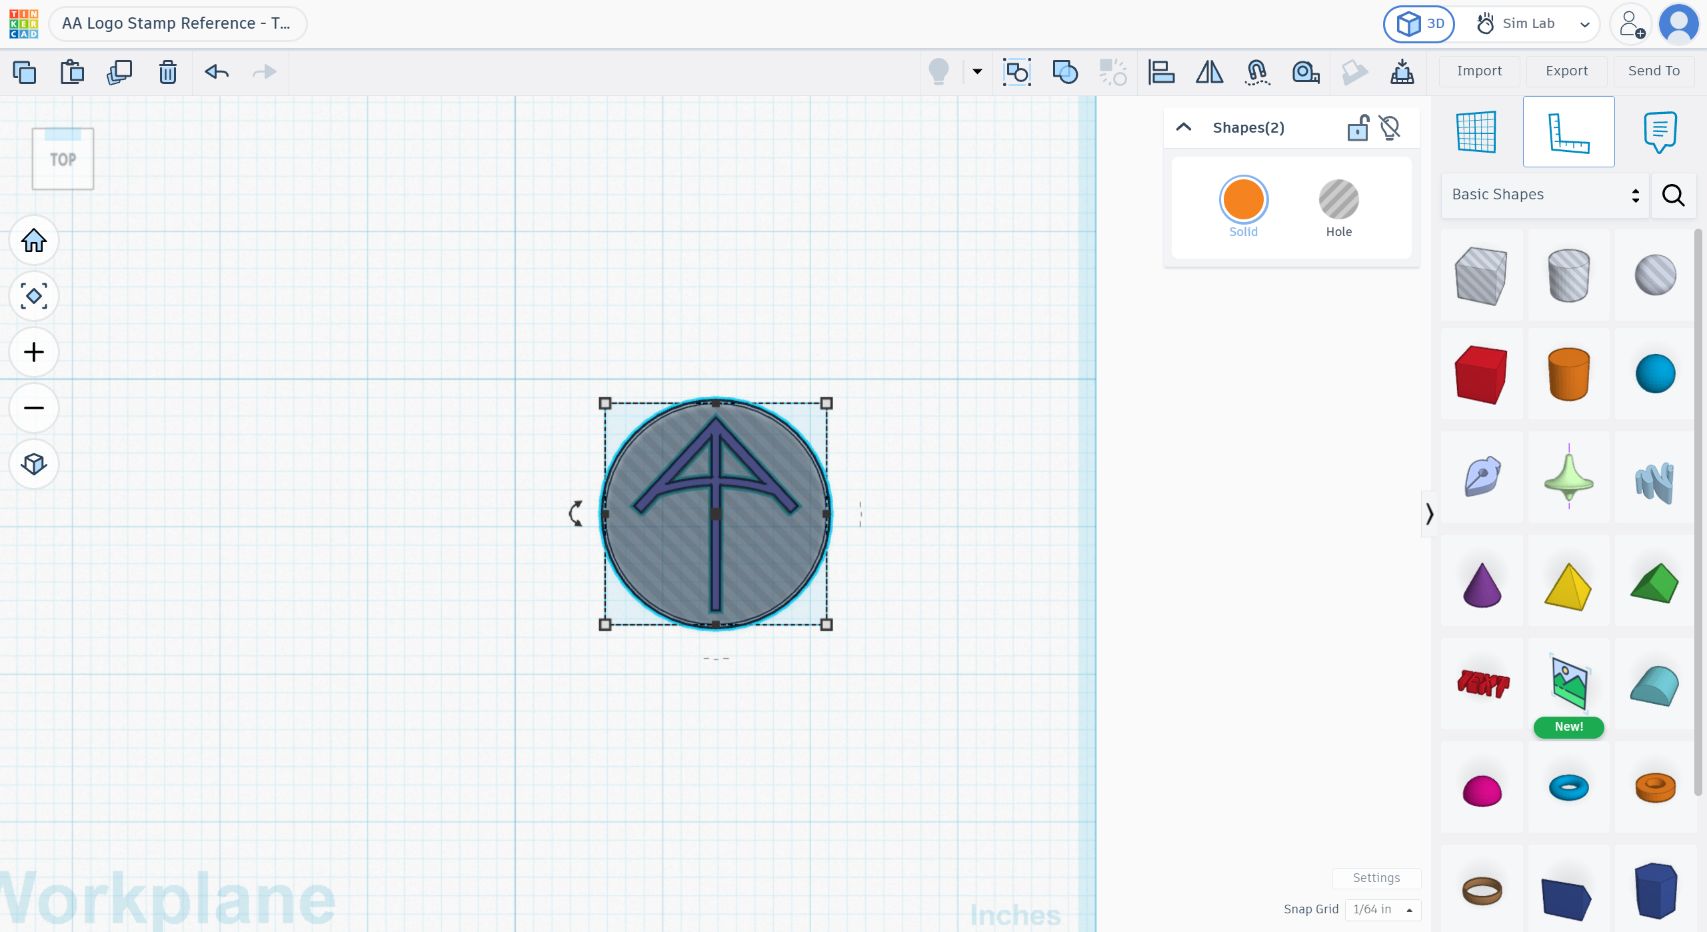 TIN
KER
CAD
AA Logo Stamp Reference - T...
3D
Sim Lab
Import
Export
Send To
TOP
Shapes(2)
Solid
Hole
Basic Shapes
TEXT
New!
Workplane
Inches
Settings
Snap Grid
1/64 in